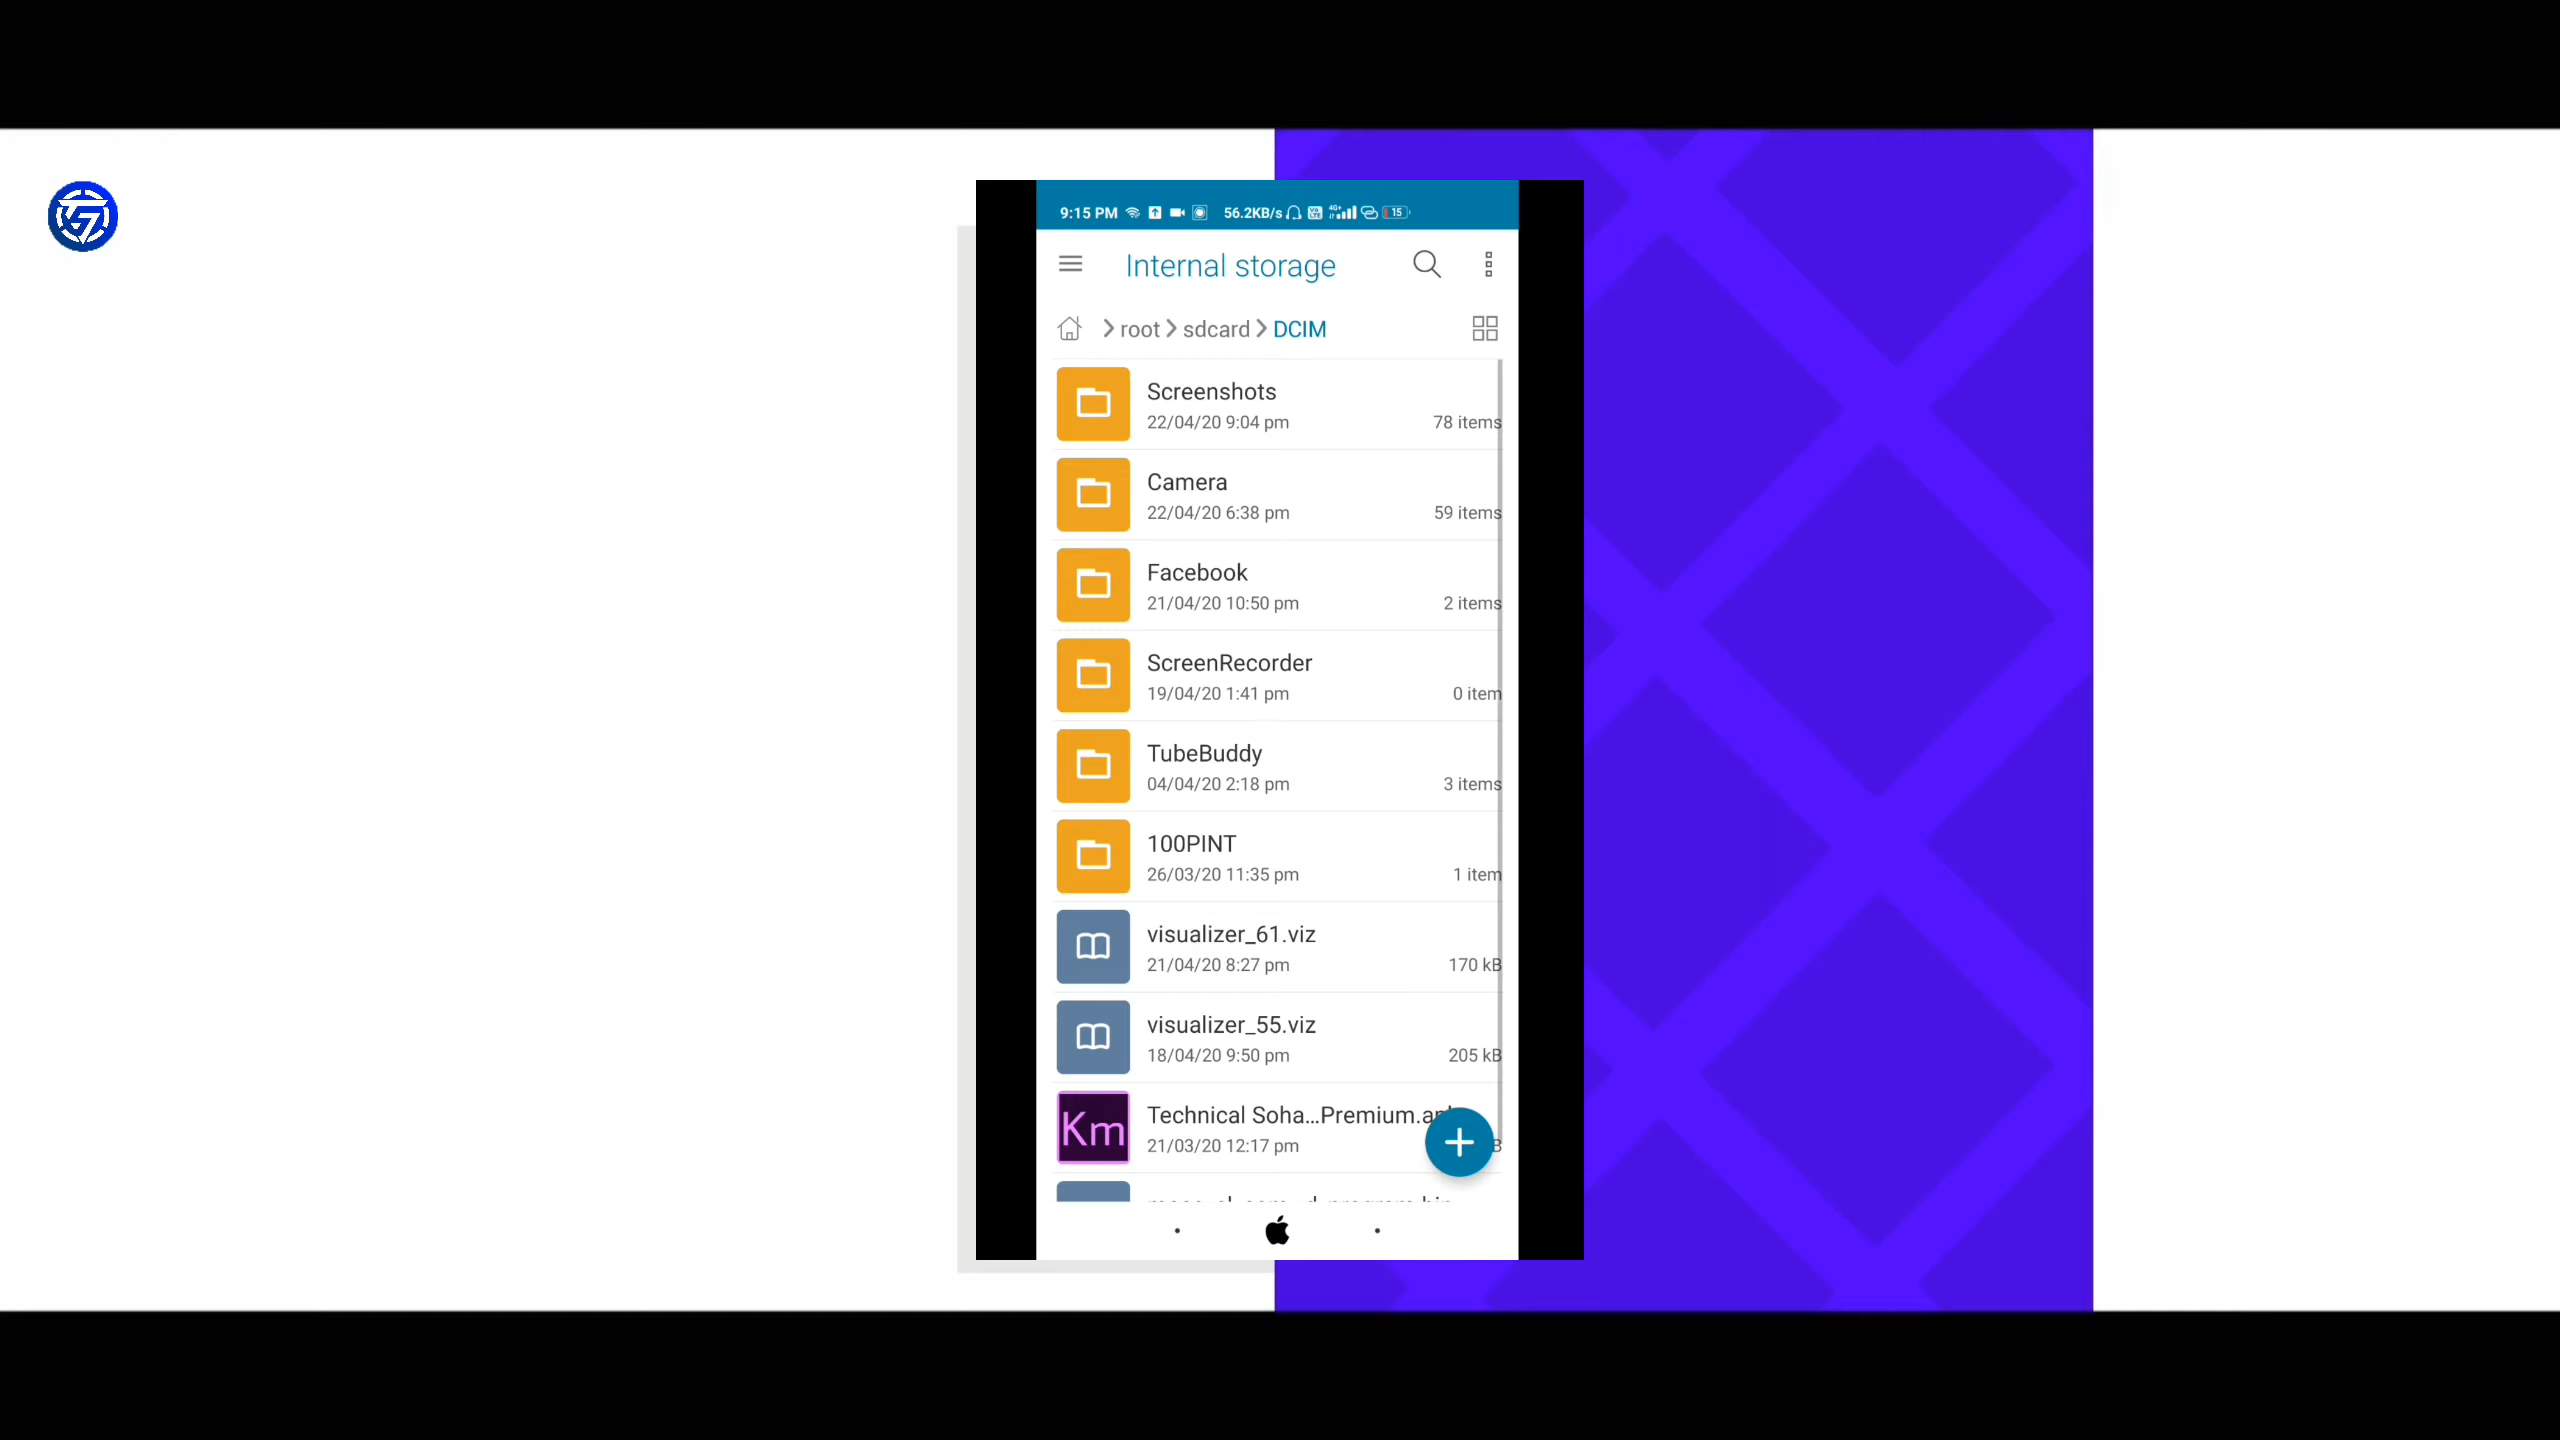 9:15 PM 56.2KB/s 4G+ 15
Internal storage
root sdcard DCIM
Screenshots
22/04/20 9:04 pm 78 items
Camera
22/04/20 6:38 pm 59 items
Facebook
21/04/20 10:50 pm 2 items
ScreenRecorder
19/04/20 1:41 pm 0 item
TubeBuddy
04/04/20 2:18 pm 3 items
100PINT
26/03/20 11:35 pm 1 item
visualizer_61.viz
21/04/20 8:27 pm 170 kB
visualizer_55.viz
18/04/20 9:50 pm 205 kB
Km
Technical Soha...Premium.a
21/03/20 12:17 pm B